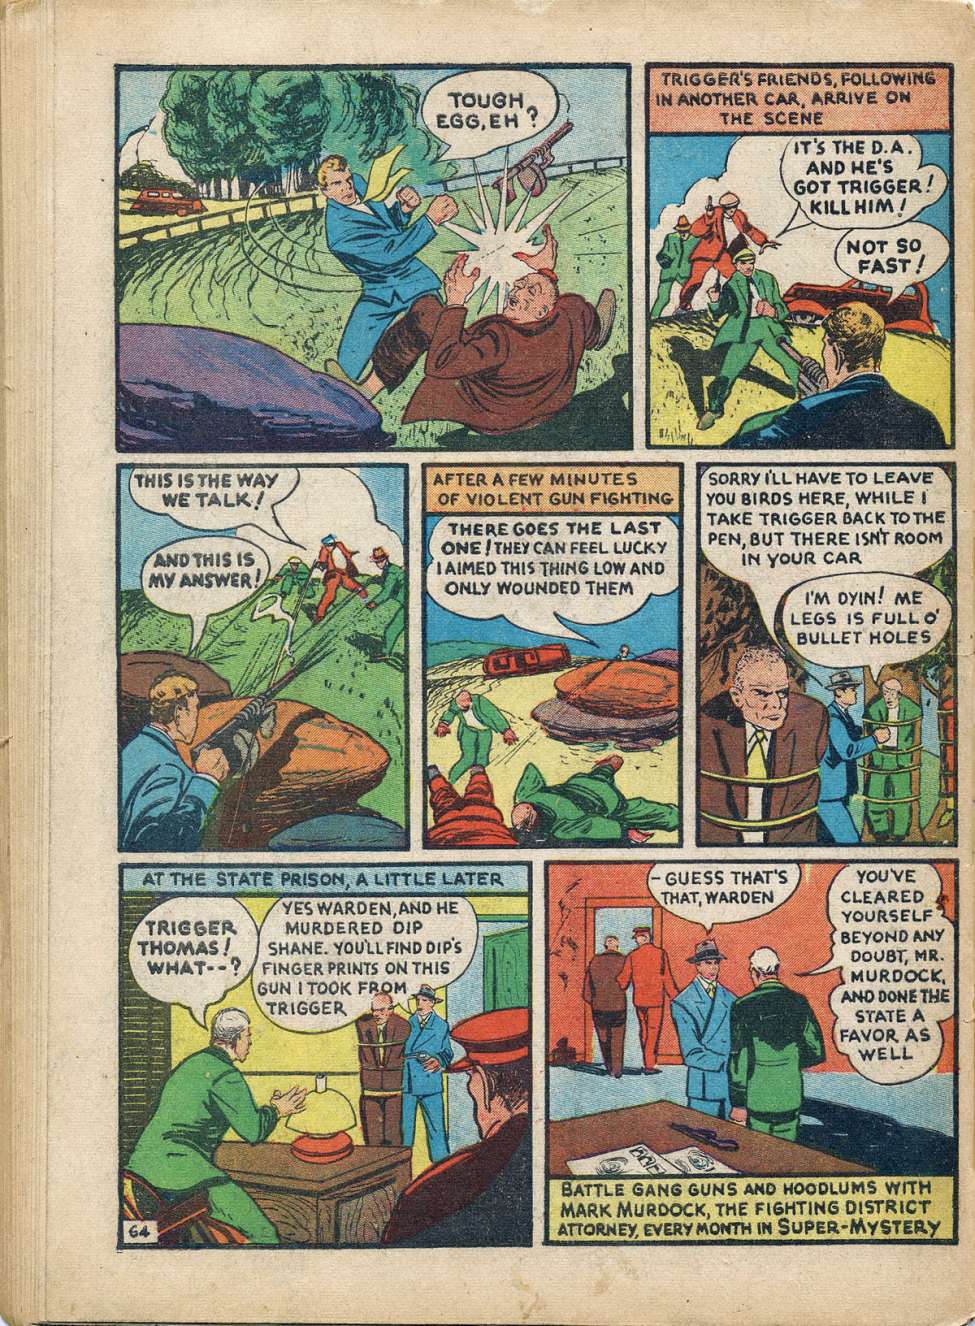 TOUGH
EGG, EH?
TRIGGER'S FRIENDS, FOLLOWING
IN ANOTHER CAR, ARRIVE ON
THE SCENE
IT'S THE D.A.
AND HE'S
GOT TRIGGER!
KILL HIM!
NOT SO
FAST!
THIS IS THE WAY
WE TALK!
AND THIS IS
MY ANSWER!
AFTER A FEW MINUTES
OF VIOLENT GUN FIGHTING
THERE GOES THE LAST
ONE! THEY CAN FEEL LUCKY
I AIMED THIS THING LOW AND
ONLY WOUNDED THEM
SORRY I'LL HAVE TO LEAVE
YOU BIRDS HERE, WHILE I
TAKE TRIGGER BACK TO THE
PEN, BUT THERE ISN'T ROOM
IN YOUR CAR
I'M DYIN! ME
LEGS IS FULL O'
BULLET HOLES
AT THE STATE PRISON, A LITTLE LATER
TRIGGER
THOMAS!
WHAT--?
YES WARDEN, AND HE
MURDERED DIP
SHANE. YOU'LL FIND DIP'S
FINGER PRINTS ON THIS
GUN I TOOK FROM
TRIGGER
64
-GUESS THAT'S
THAT, WARDEN
YOU'VE
CLEARED
YOURSELF
BEYOND ANY
DOUBT, MR.
MURDOCK,
AND DONE THE
STATE A
FAVOR AS
WELL
BATTLE GANG GUNS AND HOODLUMS WITH
MARK MURDOCK, THE FIGHTING DISTRICT
ATTORNEY, EVERY MONTH IN SUPER-MYSTERY